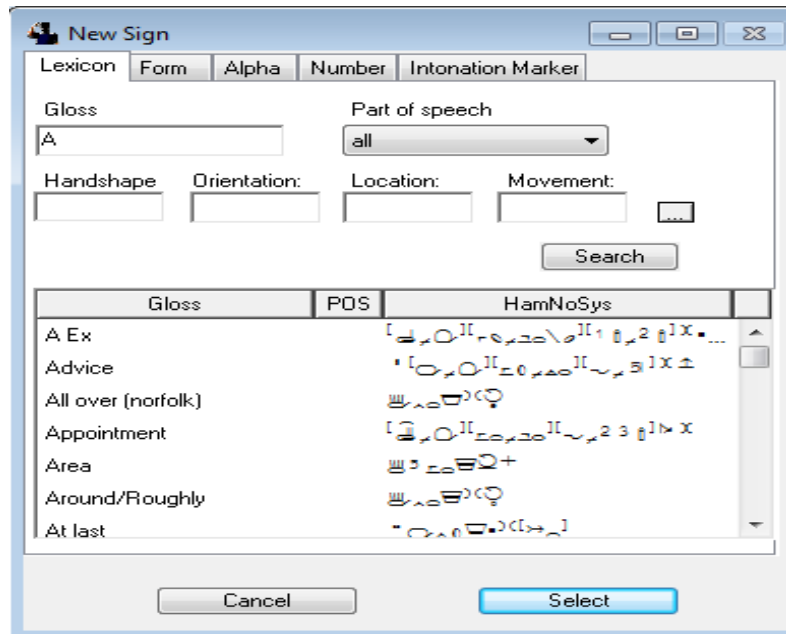 New Sign
Lexicon Form Alpha Number Intonation Marker
Gloss Part of speech
A all
Handshape Orientation: Location: Movement:
...
Search
Gloss POS HamNoSys
A Ex
Advice
All over (norfolk)
Appointment
Area
Around/Roughly
At last
Cancel Select